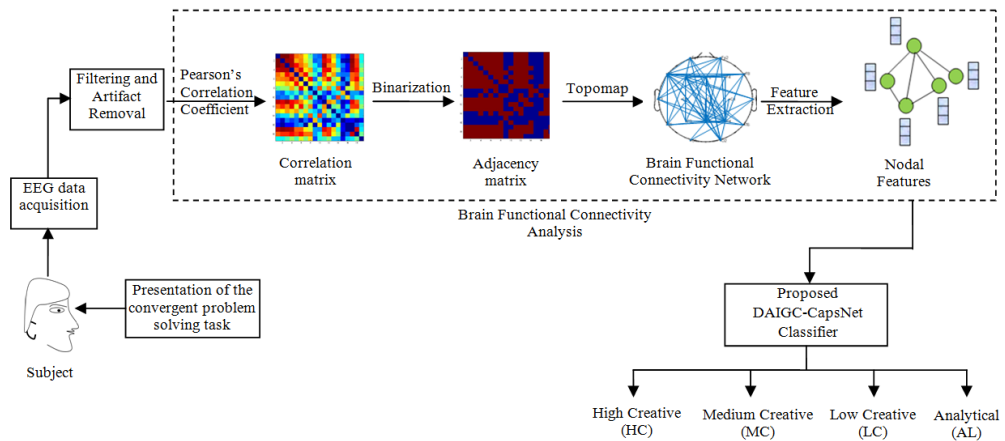 Filtering and
Artifact
Removal
Pearson's
Correlation
Coefficient
Correlation
matrix
Binarization
Adjacency
matrix
Topomap
Brain Functional
Connectivity Network
Feature
Extraction
Nodal
Features
Brain Functional Connectivity
Analysis
EEG data
acquisition
Presentation of the
convergent problem
solving task
Subject
Proposed
DAIGC-CapsNet
Classifier
High Creative
(HC)
Medium Creative
(MC)
Low Creative
(LC)
Analytical
(AL)